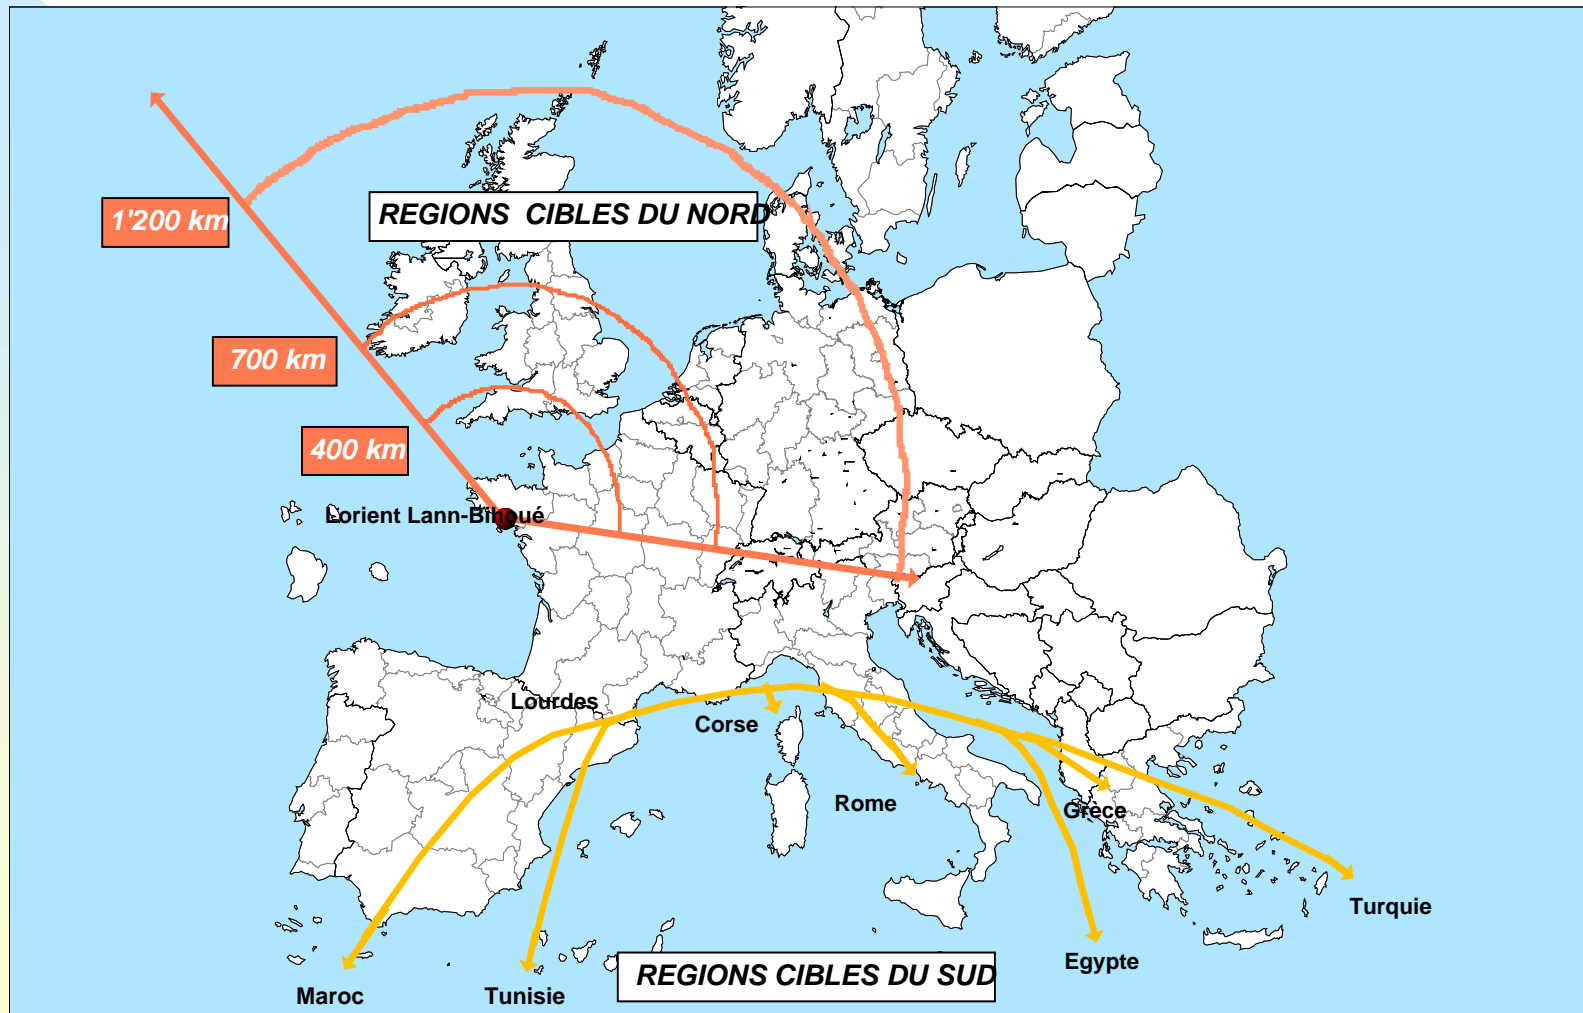 REGIONS CIBLES DU NORD
1'200 km
700 km
400 km
Lorient Lann-Bihoué
Lourdes
Corse
Rome
Grèce
Turquie
Egypte
REGIONS CIBLES DU SUD
Maroc
Tunisie